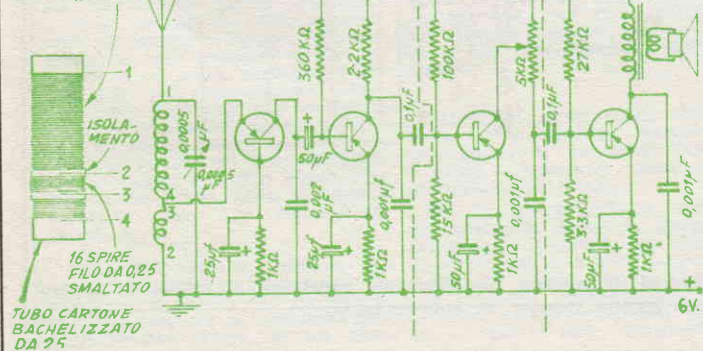 1
ISOLA-
MENTO
2
3
4
16 SPIRE
FILO DA 0,25
SMALTATO
TUBO CARTONE
BACHELIZZATO
DA 25
1
4
3
2
0,0005
µF
0,0005
µF
25µf
1KΩ
360KΩ
50µF
+
0,002
µF
2.2KΩ
25µf
+
1KΩ
0,001µf
0,1µF
100KΩ
15KΩ
50µF
+
1KΩ
5KΩ
0,001µf
0,1µF
27KΩ
3.3KΩ
50µF
+
1KΩ
0,001µF
+
6V.